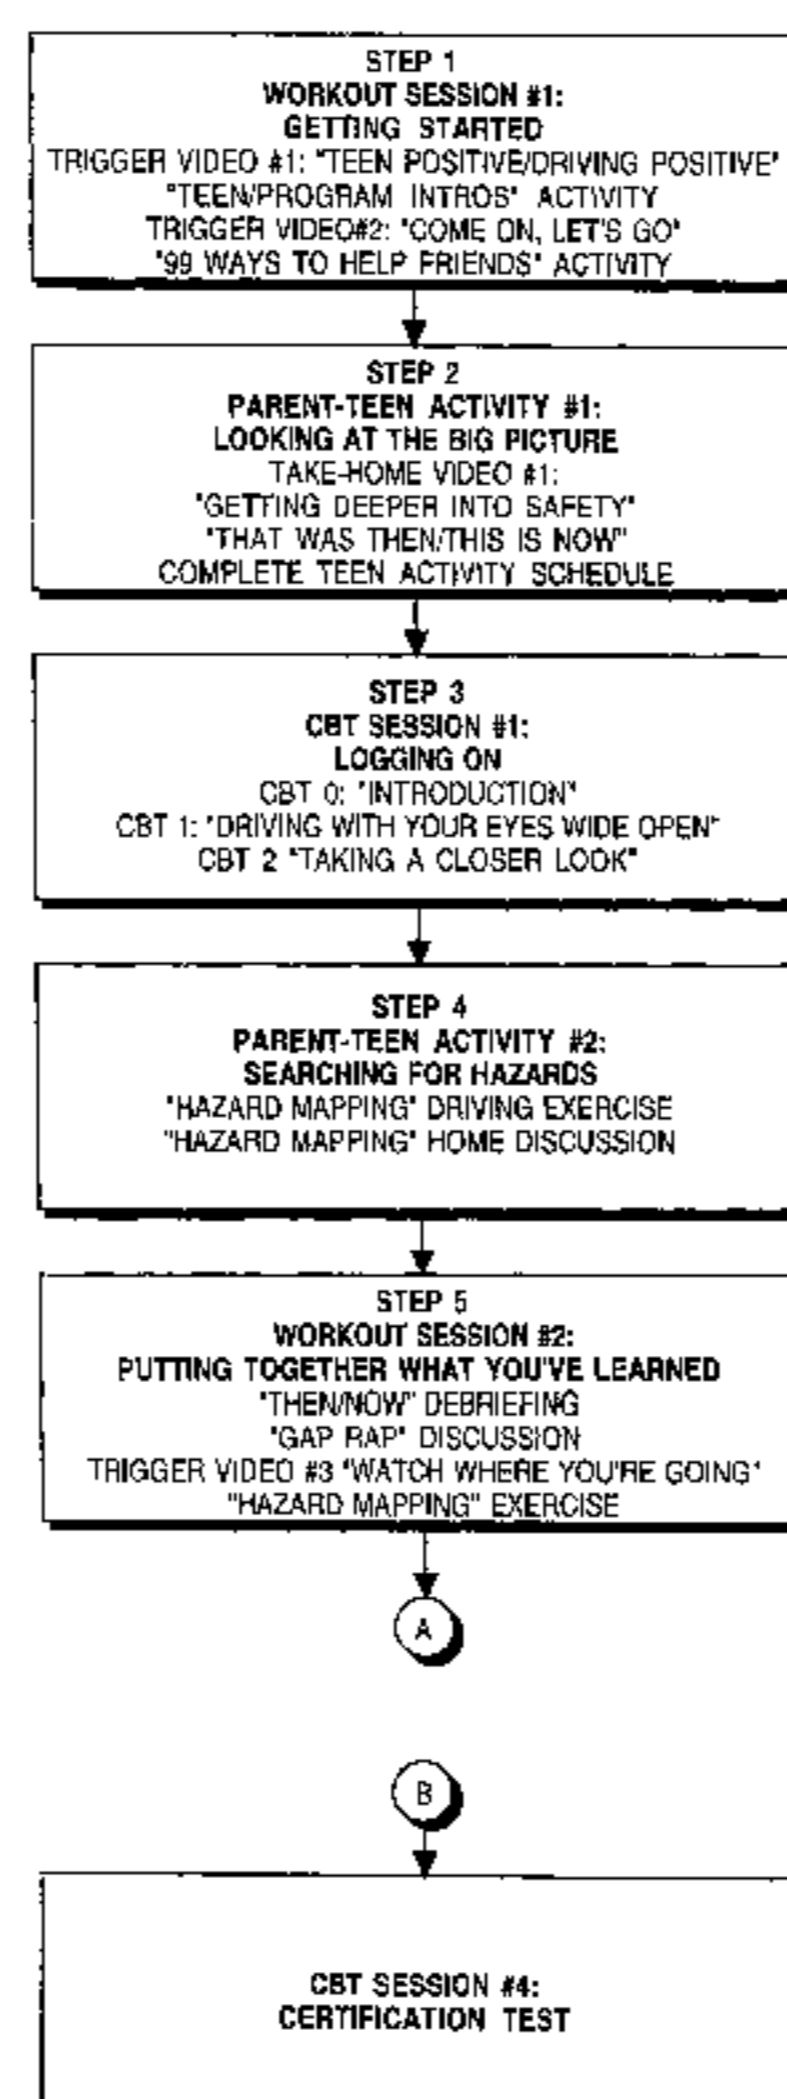 STEP 1
WORKOUT SESSION #1:
GETTING STARTED
TRIGGER VIDEO #1: "TEEN POSITIVE/DRIVING POSITIVE"
"TEEN/PROGRAM INTROS" ACTIVITY
TRIGGER VIDEO#2: "COME ON, LET'S GO"
"99 WAYS TO HELP FRIENDS" ACTIVITY
STEP 2
PARENT-TEEN ACTIVITY #1:
LOOKING AT THE BIG PICTURE
TAKE-HOME VIDEO #1:
"GETTING DEEPER INTO SAFETY"
"THAT WAS THEN/THIS IS NOW"
COMPLETE TEEN ACTIVITY SCHEDULE
STEP 3
CBT SESSION #1:
LOGGING ON
CBT 0: "INTRODUCTION"
CBT 1: "DRIVING WITH YOUR EYES WIDE OPEN"
CBT 2 "TAKING A CLOSER LOOK"
STEP 4
PARENT-TEEN ACTIVITY #2:
SEARCHING FOR HAZARDS
"HAZARD MAPPING" DRIVING EXERCISE
"HAZARD MAPPING" HOME DISCUSSION
STEP 5
WORKOUT SESSION #2:
PUTTING TOGETHER WHAT YOU'VE LEARNED
"THEN/NOW" DEBRIEFING
"GAP RAP" DISCUSSION
TRIGGER VIDEO #3 "WATCH WHERE YOU'RE GOING"
"HAZARD MAPPING" EXERCISE
A
B
CBT SESSION #4:
CERTIFICATION TEST